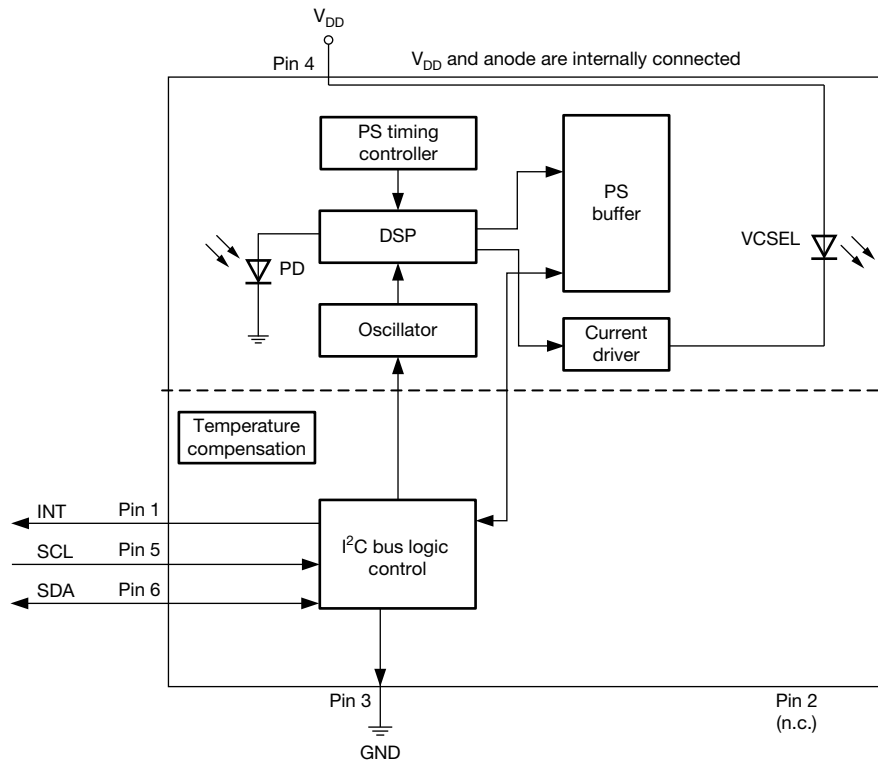 V_DD
Pin 4
V_DD and anode are internally connected
PS timing
controller
PS
buffer
DSP
VCSEL
PD
Oscillator
Current
driver
Temperature
compensation
INT
Pin 1
SCL
Pin 5
SDA
Pin 6
I²C bus logic
control
Pin 3
GND
Pin 2
(n.c.)